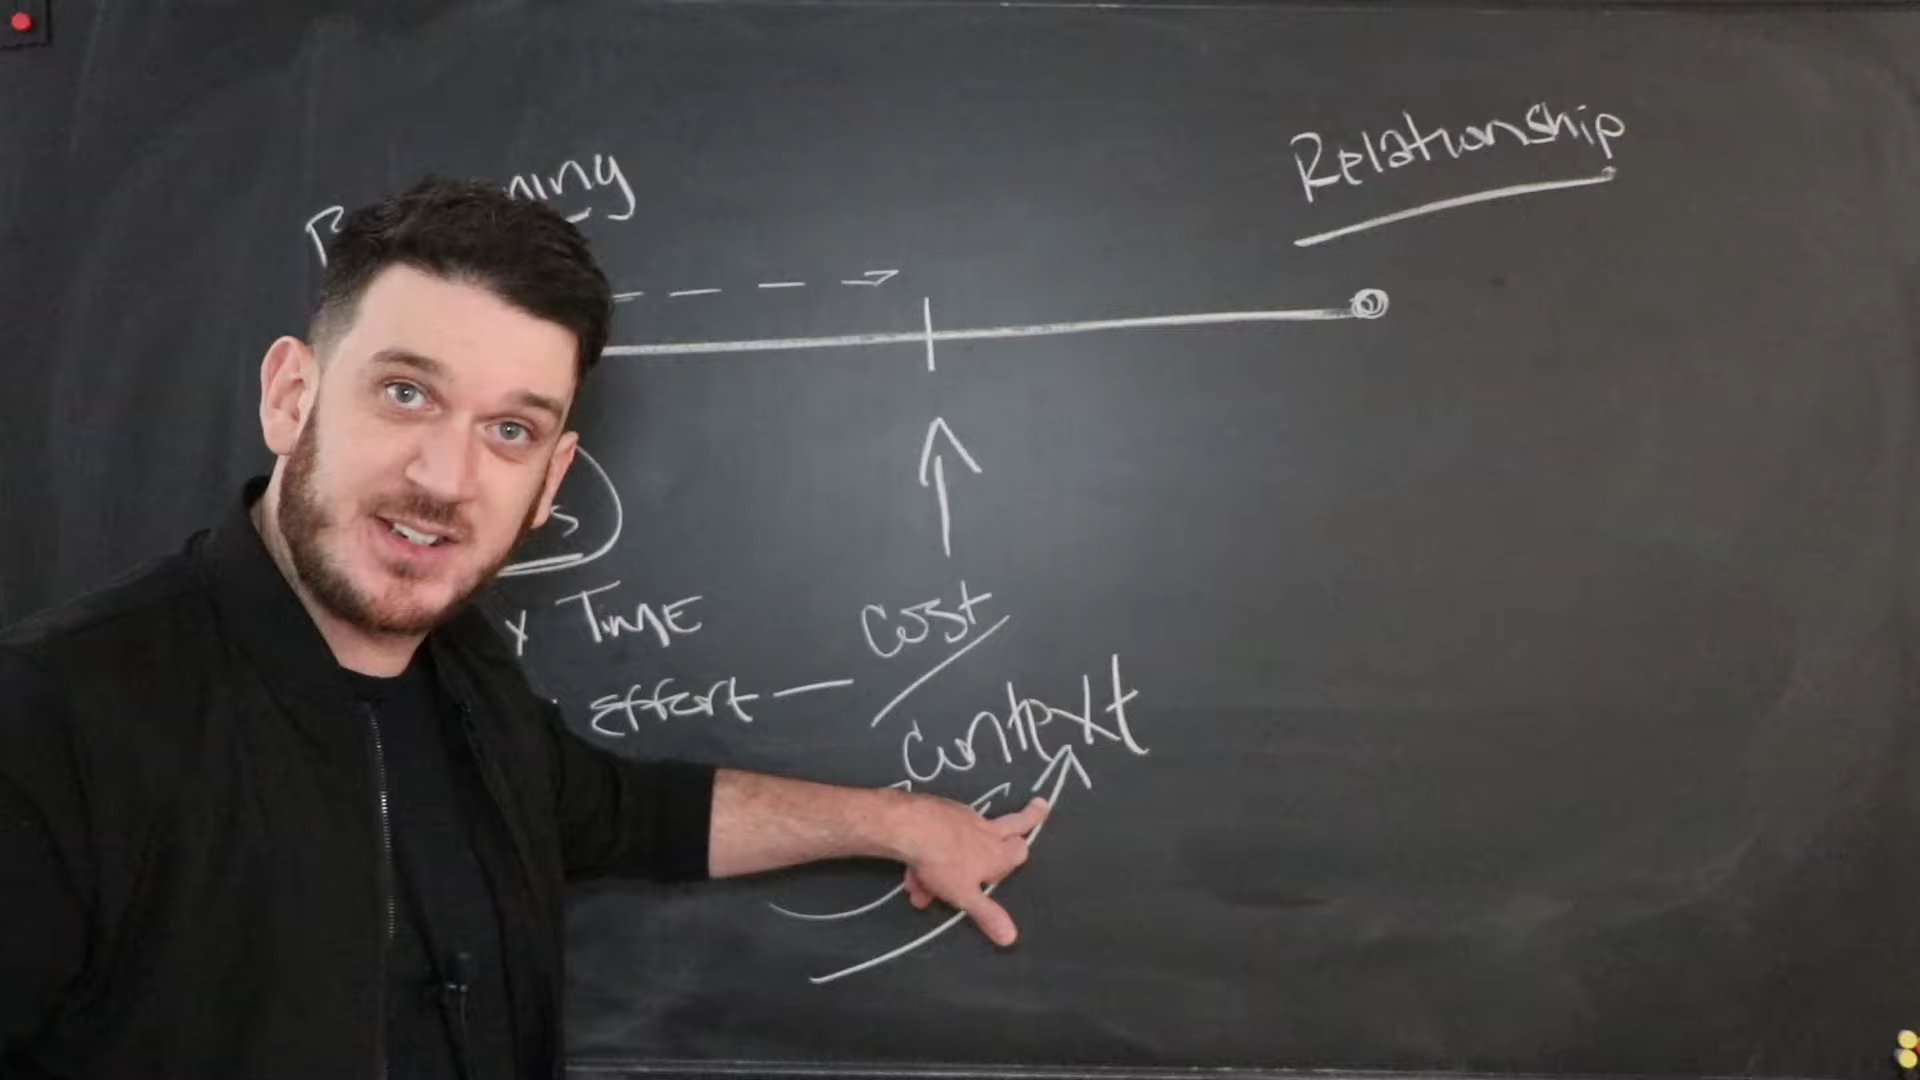 Relationship
Time
Cost
Effort —
Context